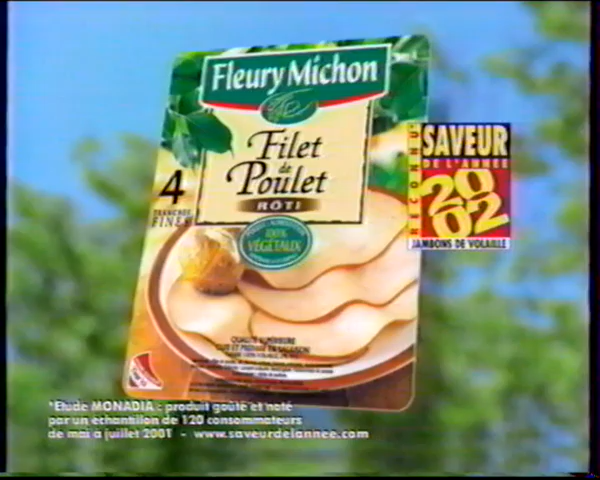 Fleury Michon
Filet
de
Poulet
RÔTI
4
TRANCHES
FINES
100%
VÉGÉTAUX
QUALITÉ SUPÉRIEURE
RECONNU
SAVEUR
DE L'ANNÉE
2002
JAMBONS DE VOLAILLE
*Etude MONADIA : produit goûté et noté
par un échantillon de 120 consommateurs
de mai à juillet 2001 - www.saveurdelannee.com